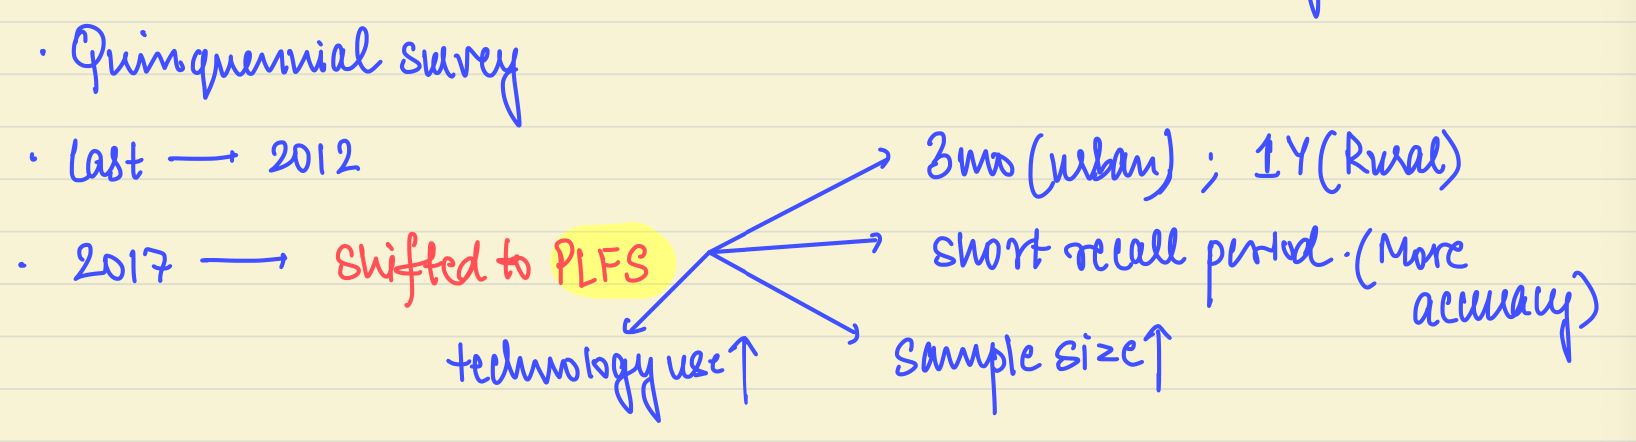 • Quinquennial survey
• last → 2012
3mo (urban) ; 1Y (Rural)
• 2017 → shifted to PLFS
short recall period. (More accuracy)
technology use ↑
sample size ↑